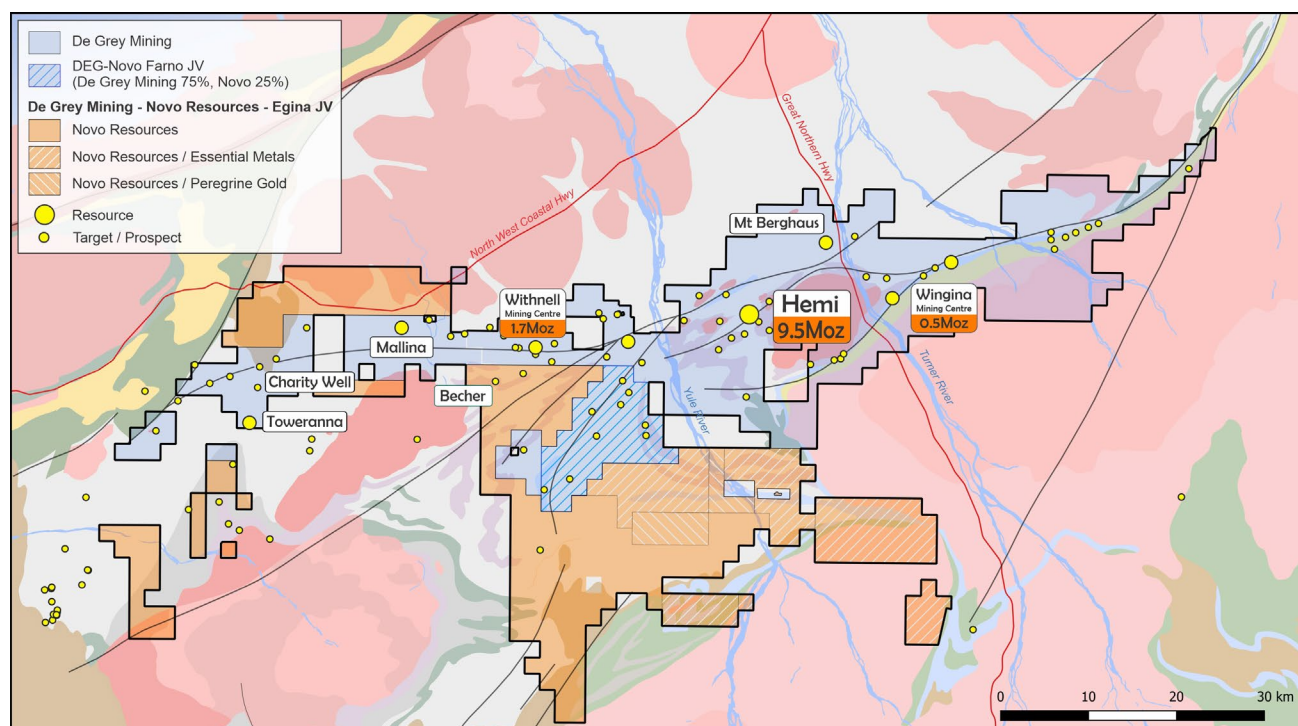 De Grey Mining
DEG-Novo Farno JV
(De Grey Mining 75%, Novo 25%)
De Grey Mining - Novo Resources - Egina JV
Novo Resources
Novo Resources / Essential Metals
Novo Resources / Peregrine Gold
Resource
Target / Prospect
North West Coastal Hwy
Great Northern Hwy
Mt Berghaus
Hemi
9.5Moz
Withnell
Mining Centre
1.7Moz
Wingina
Mining Centre
0.5Moz
Mallina
Charity Well
Becher
Toweranna
Yule River
Turner River
0 10 20 30 km